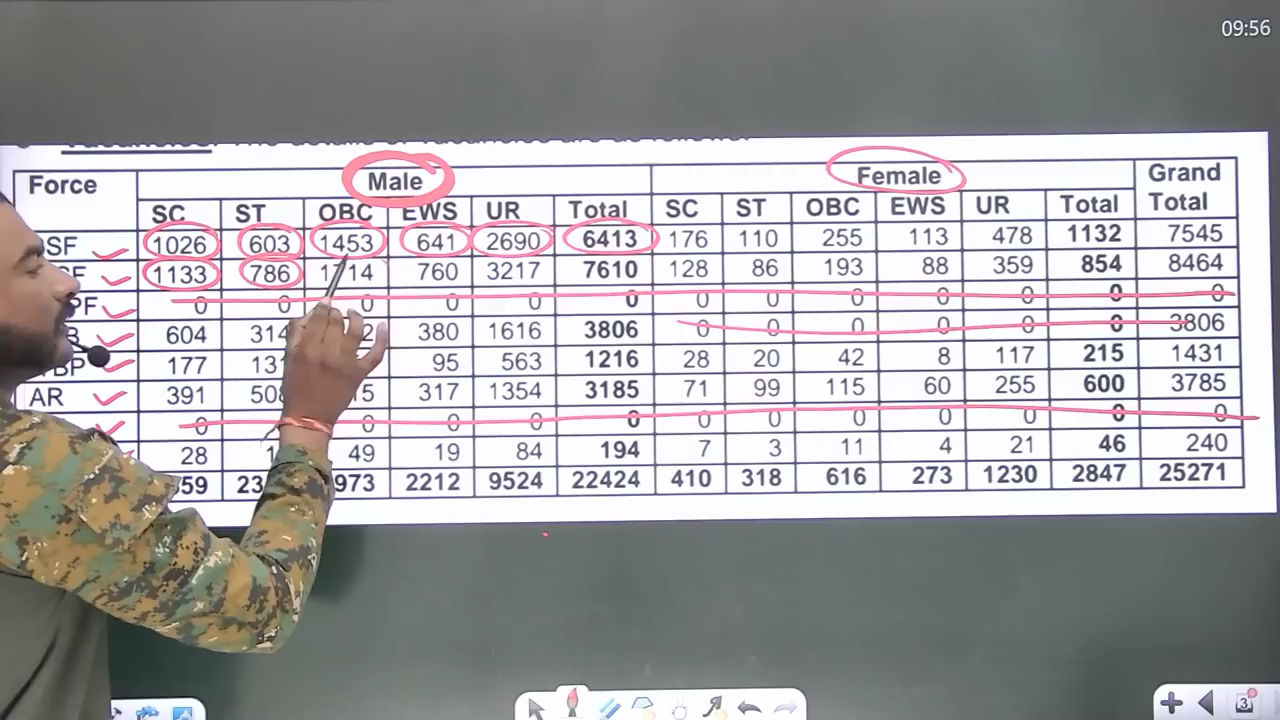 09:56
Force Male Female Grand Total
SC ST OBC EWS UR Total SC ST OBC EWS UR Total
1026 603 1453 641 2690 6413 176 110 255 113 478 1132 7545
1133 786 1714 760 3217 7610 128 86 193 88 359 854 8464
0 0 0 0 0 0 0 0 0 0 0 0 0
604 314 380 1616 3806 0 0 0 0 0 0 3806
177 95 563 1216 28 20 42 8 117 215 1431
AR 391 508 317 1354 3185 71 99 115 60 255 600 3785
0 0 0 0 0 0 0 0 0 0 0 0
28 49 19 84 194 7 3 11 4 21 46 240
2212 9524 22424 410 318 616 273 1230 2847 25271
3